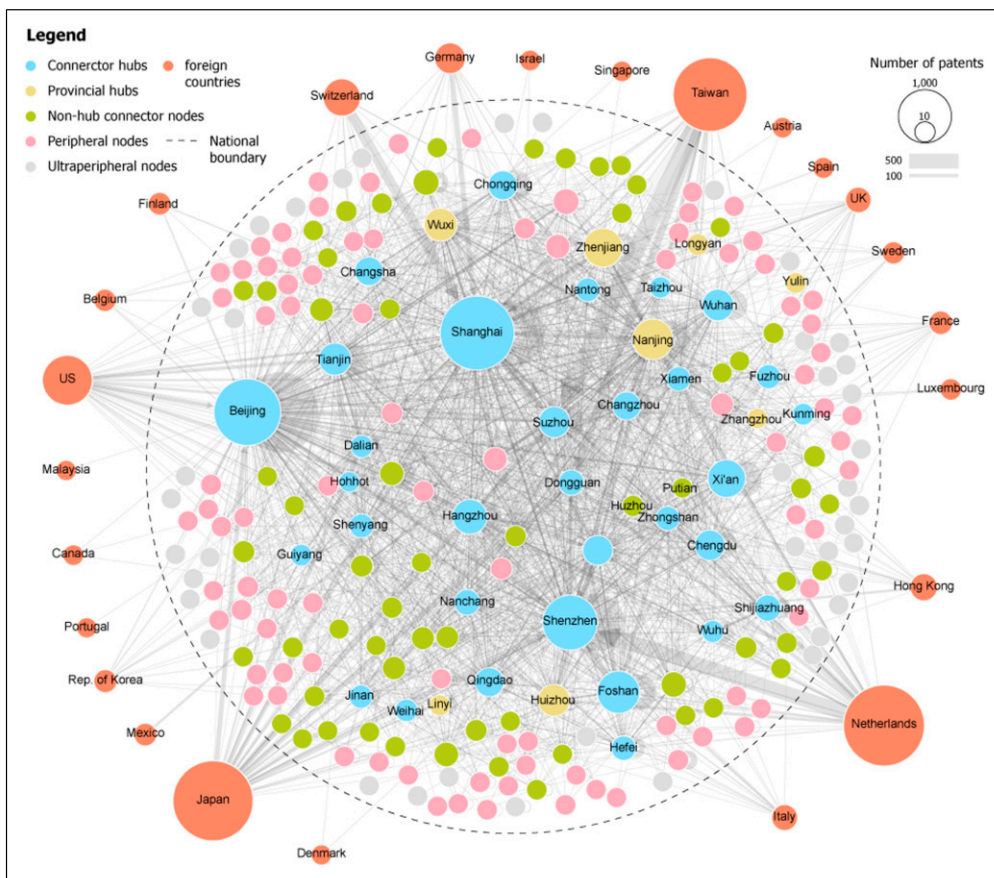 Legend
Connerctor hubs
foreign
countries
Provincial hubs
Non-hub connector nodes
Peripheral nodes
National
boundary
Ultraperipheral nodes
Number of patents
1,000
10
500
100
Germany
Israel
Singapore
Switzerland
Taiwan
Austria
Spain
Finland
UK
Sweden
Belgium
France
US
Luxembourg
Malaysia
Canada
Hong Kong
Portugal
Rep. of Korea
Mexico
Netherlands
Japan
Italy
Denmark
Chongqing
Wuxi
Zhenjiang
Longyan
Changsha
Nantong
Taizhou
Yulin
Wuhan
Shanghai
Nanjing
Tianjin
Xiamen
Fuzhou
Beijing
Changzhou
Suzhou
Zhangzhou
Kunming
Dalian
Hohhot
Dongguan
Putian
Xi'an
Huzhou
Hangzhou
Zhongshan
Shenyang
Guiyang
Chengdu
Nanchang
Shenzhen
Shijiazhuang
Wuhu
Qingdao
Jinan
Weihai
Linyi
Huizhou
Foshan
Hefei